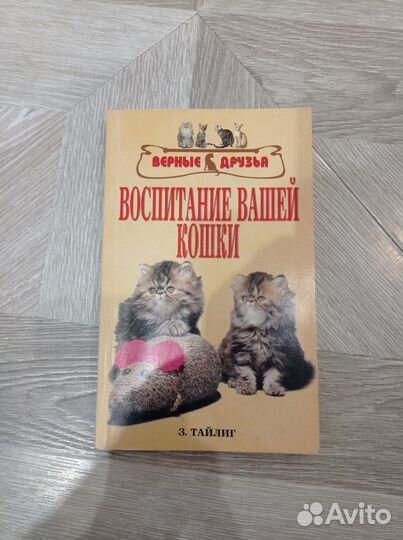 ВЕРНЫЕ ДРУЗЬЯ
ВОСПИТАНИЕ ВАШЕЙ
КОШКИ
З. ТАЙЛИГ
Avito